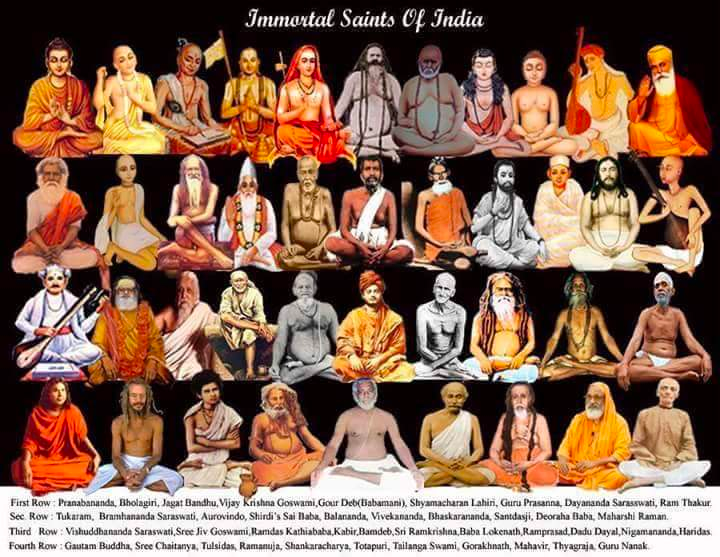 Immortal Saints Of India
First Row : Pranabananda, Bholagiri, Jagat Bandhu,Vijay Krishna Goswami,Gour Deb(Babamani), Shyamacharan Lahiri, Guru Prasanna, Dayananda Sarasswati, Ram Thakur.
Sec. Row : Tukaram, Bramhananda Saraswati, Aurovindo, Shirdi's Sai Baba, Balananda, Vivekananda, Bhaskarananda, Santdasji, Deoraha Baba, Maharshi Raman.
Third Row : Vishuddhananda Saraswati,Sree Jiv Goswami,Ramdas Kathiababa,Kabir,Bamdeb,Sri Ramkrishna,Baba Lokenath,Ramprasad,Dadu Dayal,Nigamananda,Haridas.
Fourth Row : Gautam Buddha, Sree Chaitanya, Tulsidas, Ramanuja, Shankaracharya, Totapuri, Tailanga Swami, Gorakhnath, Mahavir, Thyagraja, Guru Nanak.